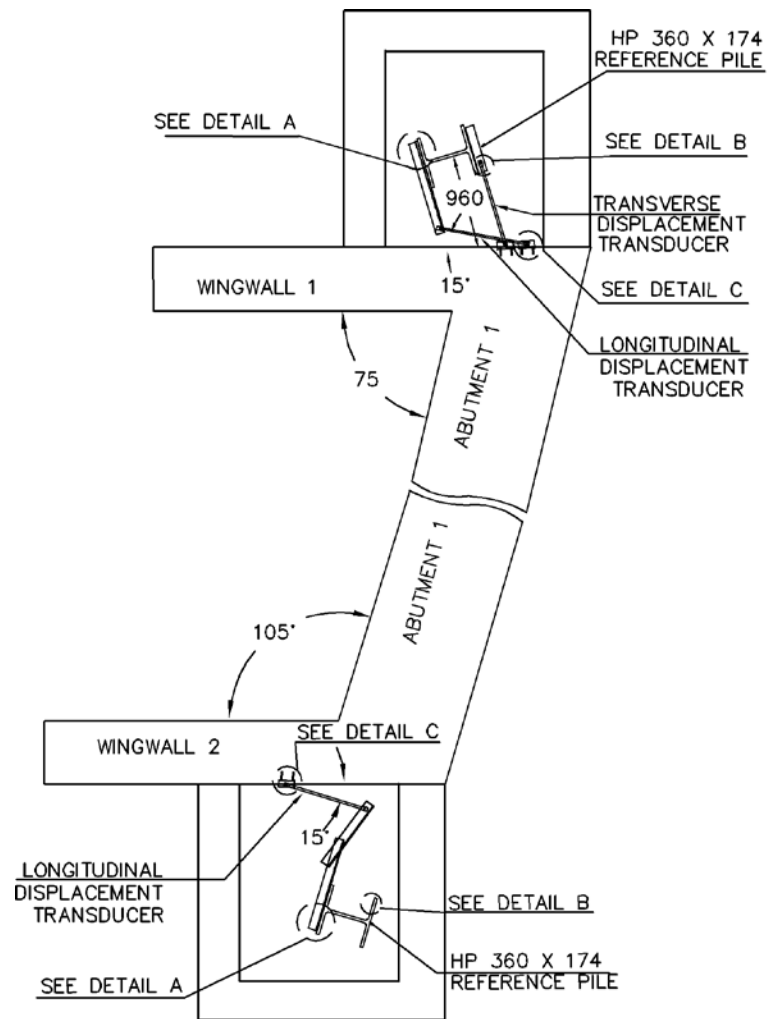 HP 360 X 174
REFERENCE PILE
SEE DETAIL A
SEE DETAIL B
960
TRANSVERSE
DISPLACEMENT
TRANSDUCER
WINGWALL 1
15°
SEE DETAIL C
LONGITUDINAL
DISPLACEMENT
TRANSDUCER
75
ABUTMENT 1
ABUTMENT 1
105°
WINGWALL 2
SEE DETAIL C
15°
LONGITUDINAL
DISPLACEMENT
TRANSDUCER
SEE DETAIL B
HP 360 X 174
REFERENCE PILE
SEE DETAIL A